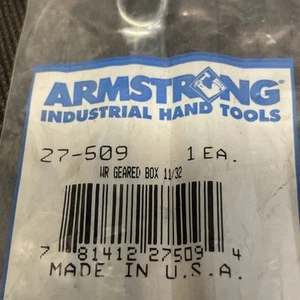 ARMSTRONG
INDUSTRIAL HAND TOOLS
27-509 1 EA.
WR GEARED BOX 11/32
7 81412 27509 4
MADE IN U.S.A.